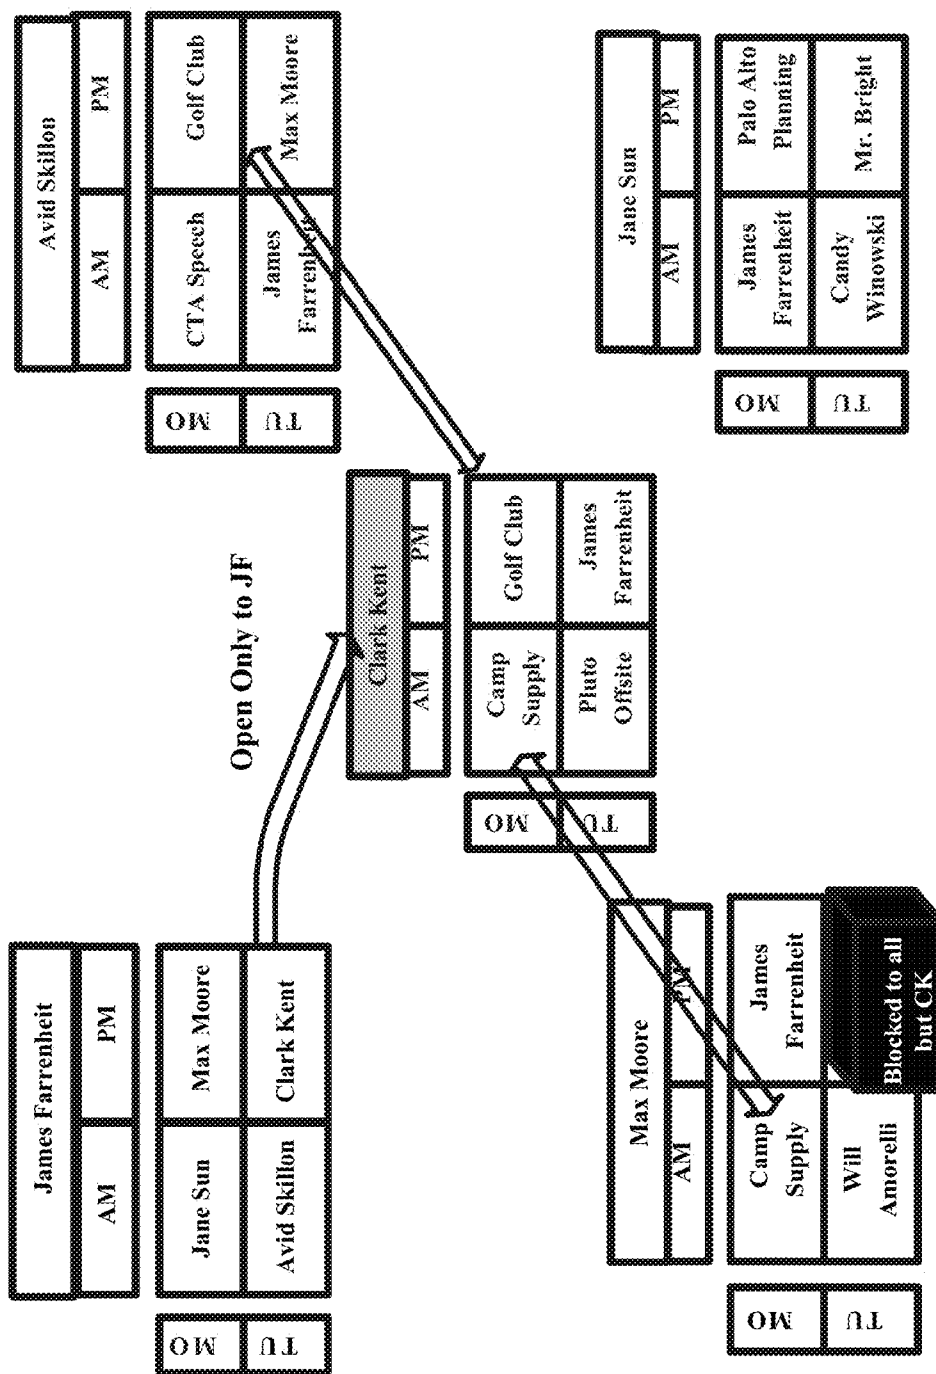 James Farrenheit
AM
PM
MO
Jane Sun
Max Moore
TU
Avid Skillon
Clark Kent
Open Only to JF
Avid Skillon
AM
PM
MO
CTA Speech
Golf Club
TU
James
Farrenheit
Max Moore
Clark Kent
AM
PM
MO
Camp
Supply
Golf Club
TU
Pluto
Offsite
James
Farrenheit
Max Moore
AM
PM
MO
Camp
Supply
James
Farrenheit
TU
Will
Amorelli
Blocked to all
but CK
Jane Sun
AM
PM
MO
James
Farrenheit
Palo Alto
Planning
TU
Candy
Winowski
Mr. Bright